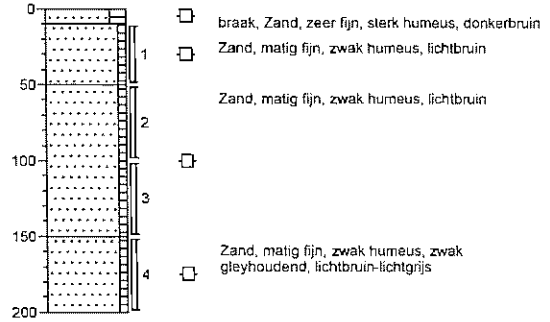 0
braak, Zand, zeer fijn, sterk humeus, donkerbruin
1
Zand, matig fijn, zwak humeus, lichtbruin
50
Zand, matig fijn, zwak humeus, lichtbruin
2
100
3
150
Zand, matig fijn, zwak humeus, zwak
gleyhoudend, lichtbruin-lichtgrijs
4
200